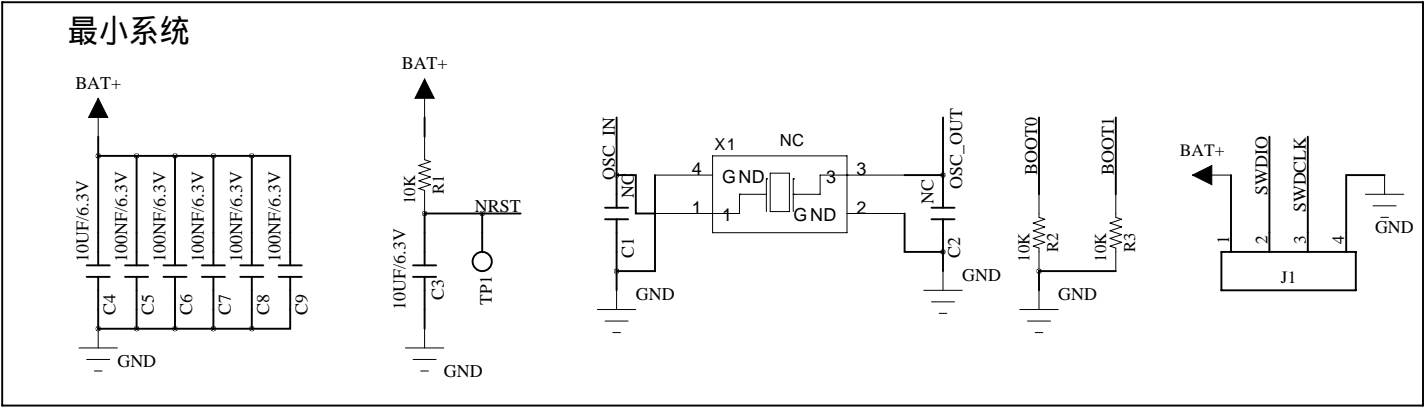 最小系统
BAT+
10UF/6.3V
100NF/6.3V
100NF/6.3V
100NF/6.3V
100NF/6.3V
100NF/6.3V
C4
C5
C6
C7
C8
C9
GND
BAT+
10K
R1
NRST
10UF/6.3V
C3
TP1
GND
OSC_IN
NC
C1
GND
X1
NC
4
GND
3
3
1
1
GND
2
OSC_OUT
NC
C2
GND
BOOT0
BOOT1
10K
R2
10K
R3
GND
BAT+
SWDIO
SWDCLK
GND
1
2
3
4
J1